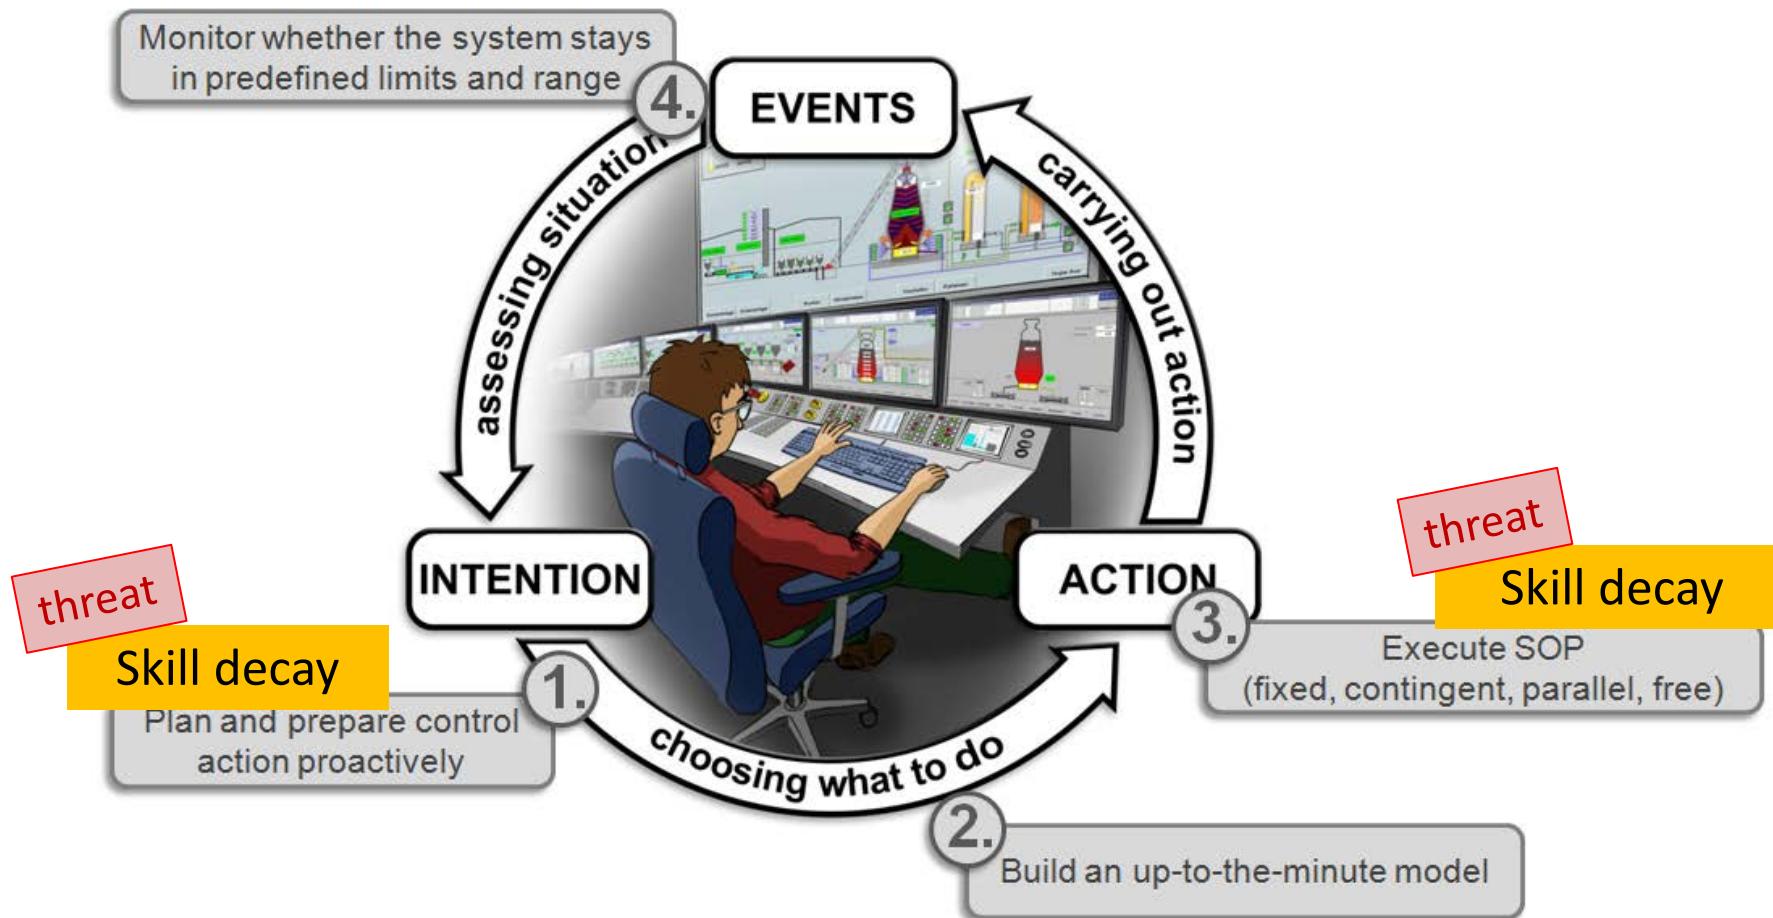 Monitor whether the system stays
in predefined limits and range
4.
EVENTS
assessing situation
carrying out action
INTENTION
ACTION
threat
Skill decay
1.
Plan and prepare control
action proactively
choosing what to do
threat
Skill decay
3.
Execute SOP
(fixed, contingent, parallel, free)
2.
Build an up-to-the-minute model